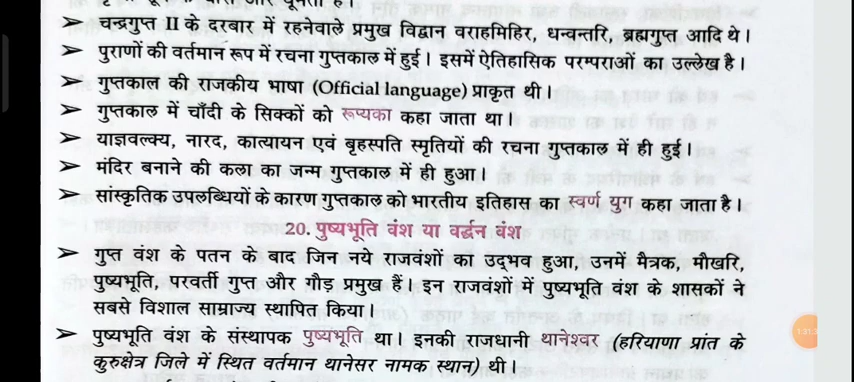 ➤ चन्द्रगुप्त II के दरबार में रहनेवाले प्रमुख विद्वान वराहमिहिर, धन्वन्तरि, ब्रह्मगुप्त आदि थे।
➤ पुराणों की वर्तमान रूप में रचना गुप्तकाल में हुई। इसमें ऐतिहासिक परम्पराओं का उल्लेख है।
➤ गुप्तकाल की राजकीय भाषा (Official language) प्राकृत थी।
➤ गुप्तकाल में चाँदी के सिक्कों को रूप्यका कहा जाता था।
➤ याज्ञवल्क्य, नारद, कात्यायन एवं बृहस्पति स्मृतियों की रचना गुप्तकाल में ही हुई।
➤ मंदिर बनाने की कला का जन्म गुप्तकाल में ही हुआ।
➤ सांस्कृतिक उपलब्धियों के कारण गुप्तकाल को भारतीय इतिहास का स्वर्ण युग कहा जाता है।
20. पुष्यभूति वंश या वर्द्धन वंश
➤ गुप्त वंश के पतन के बाद जिन नये राजवंशों का उद्भव हुआ, उनमें मैत्रक, मौखरि,
पुष्यभूति, परवर्ती गुप्त और गौड़ प्रमुख हैं। इन राजवंशों में पुष्यभूति वंश के शासकों ने
सबसे विशाल साम्राज्य स्थापित किया।
➤ पुष्यभूति वंश के संस्थापक पुष्यभूति था। इनकी राजधानी थानेश्वर (हरियाणा प्रांत के
कुरुक्षेत्र जिले में स्थित वर्तमान थानेसर नामक स्थान) थी।